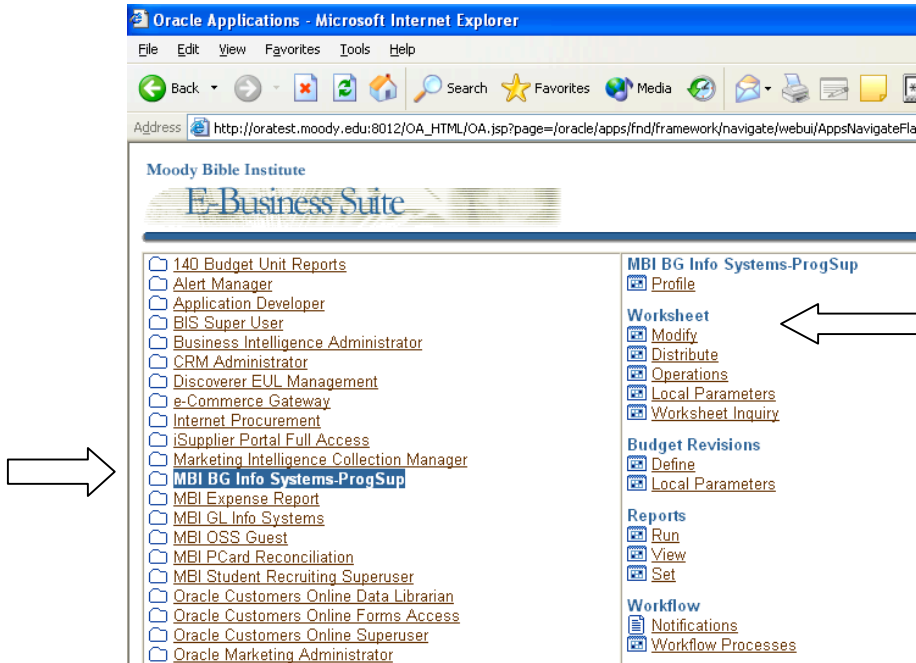 Oracle Applications - Microsoft Internet Explorer
File Edit View Favorites Tools Help
Back Search Favorites Media
Address http://oratest.moody.edu:8012/OA_HTML/OA.jsp?page=/oracle/apps/fnd/framework/navigate/webui/AppsNavigateFla
Moody Bible Institute
E-Business Suite
140 Budget Unit Reports
Alert Manager
Application Developer
BIS Super User
Business Intelligence Administrator
CRM Administrator
Discoverer EUL Management
e-Commerce Gateway
Internet Procurement
iSupplier Portal Full Access
Marketing Intelligence Collection Manager
MBI BG Info Systems-ProgSup
MBI Expense Report
MBI GL Info Systems
MBI OSS Guest
MBI PCard Reconciliation
MBI Student Recruiting Superuser
Oracle Customers Online Data Librarian
Oracle Customers Online Forms Access
Oracle Customers Online Superuser
Oracle Marketing Administrator
MBI BG Info Systems-ProgSup
Profile
Worksheet
Modify
Distribute
Operations
Local Parameters
Worksheet Inquiry
Budget Revisions
Define
Local Parameters
Reports
Run
View
Set
Workflow
Notifications
Workflow Processes